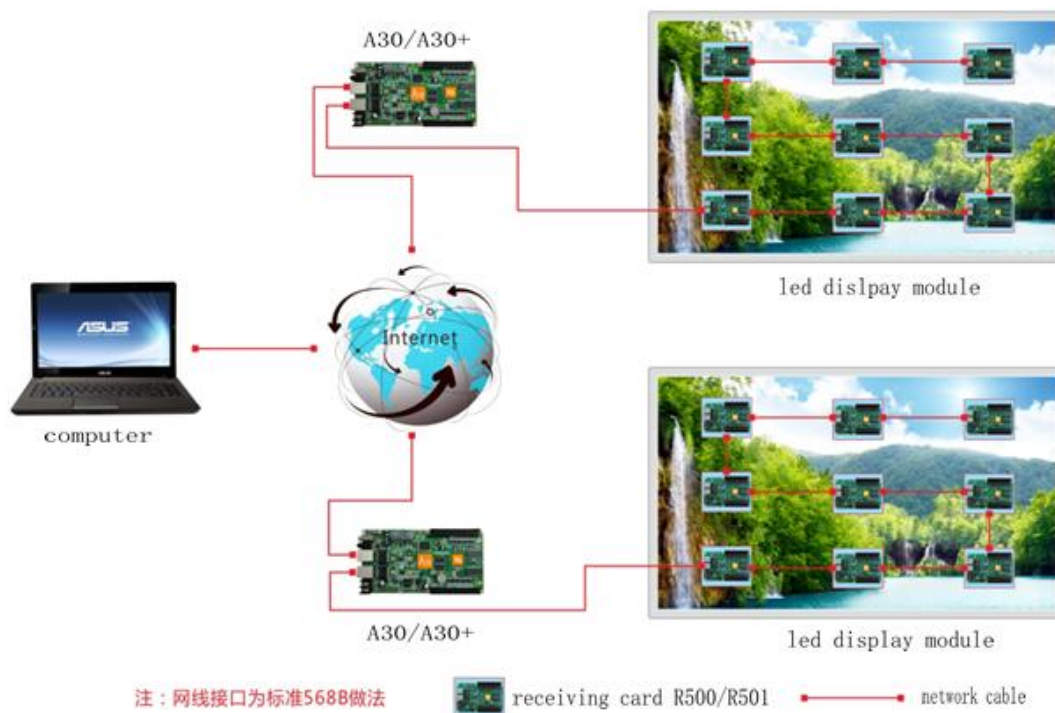 A30/A30+
led dislpay module
ASUS
Internet
computer
A30/A30+
led display module
注：网线接口为标准568B做法
receiving card R500/R501
network cable